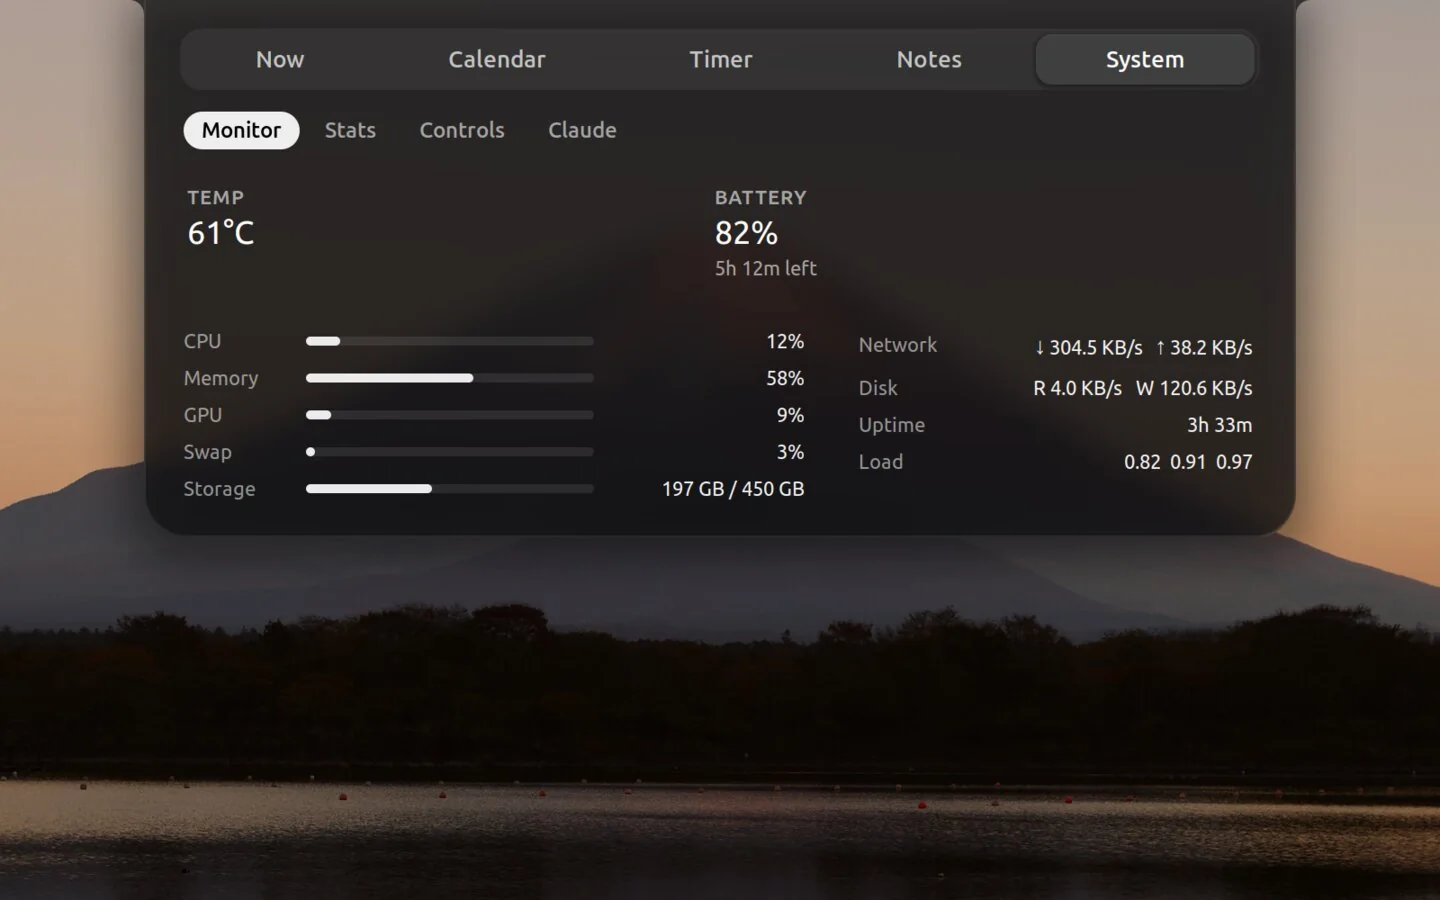 Now Calendar Timer Notes System
Monitor Stats Controls Claude
TEMP
61°C
BATTERY
82%
5h 12m left
CPU 12%
Memory 58%
GPU 9%
Swap 3%
Storage 197 GB / 450 GB
Network ↓ 304.5 KB/s ↑ 38.2 KB/s
Disk R 4.0 KB/s W 120.6 KB/s
Uptime 3h 33m
Load 0.82 0.91 0.97